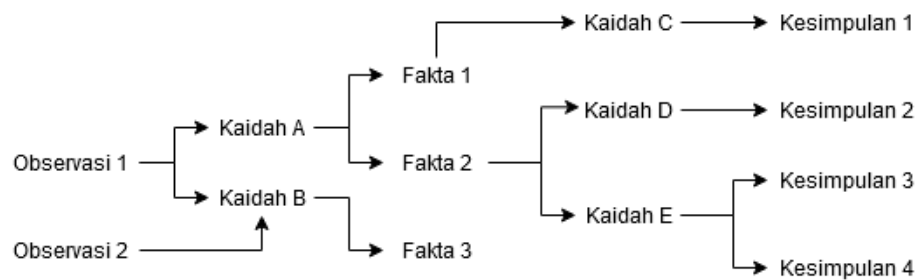 Kaidah C
Kesimpulan 1
Fakta 1
Kaidah D
Kesimpulan 2
Kaidah A
Observasi 1
Fakta 2
Kesimpulan 3
Kaidah B
Kaidah E
Observasi 2
Fakta 3
Kesimpulan 4